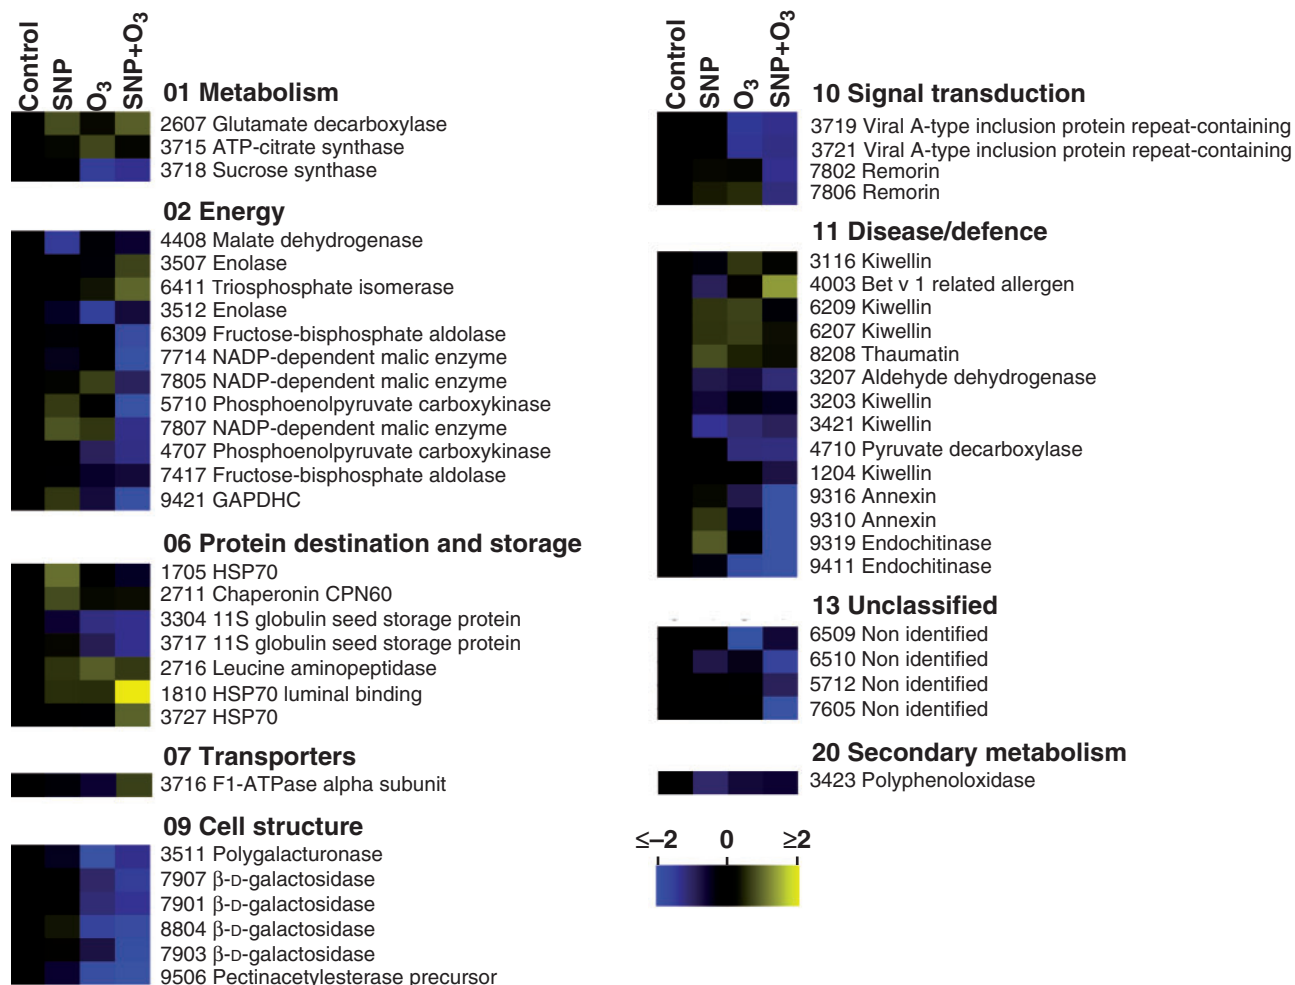 Control
SNP
O3
SNP+O3
01 Metabolism
2607 Glutamate decarboxylase
3715 ATP-citrate synthase
3718 Sucrose synthase
02 Energy
4408 Malate dehydrogenase
3507 Enolase
6411 Triosphosphate isomerase
3512 Enolase
6309 Fructose-bisphosphate aldolase
7714 NADP-dependent malic enzyme
7805 NADP-dependent malic enzyme
5710 Phosphoenolpyruvate carboxykinase
7807 NADP-dependent malic enzyme
4707 Phosphoenolpyruvate carboxykinase
7417 Fructose-bisphosphate aldolase
9421 GAPDHC
06 Protein destination and storage
1705 HSP70
2711 Chaperonin CPN60
3304 11S globulin seed storage protein
3717 11S globulin seed storage protein
2716 Leucine aminopeptidase
1810 HSP70 luminal binding
3727 HSP70
07 Transporters
3716 F1-ATPase alpha subunit
09 Cell structure
3511 Polygalacturonase
7907 β-D-galactosidase
7901 β-D-galactosidase
8804 β-D-galactosidase
7903 β-D-galactosidase
9506 Pectinacetylesterase precursor
Control
SNP
O3
SNP+O3
10 Signal transduction
3719 Viral A-type inclusion protein repeat-containing
3721 Viral A-type inclusion protein repeat-containing
7802 Remorin
7806 Remorin
11 Disease/defence
3116 Kiwellin
4003 Bet v 1 related allergen
6209 Kiwellin
6207 Kiwellin
8208 Thaumatin
3207 Aldehyde dehydrogenase
3203 Kiwellin
3421 Kiwellin
4710 Pyruvate decarboxylase
1204 Kiwellin
9316 Annexin
9310 Annexin
9319 Endochitinase
9411 Endochitinase
13 Unclassified
6509 Non identified
6510 Non identified
5712 Non identified
7605 Non identified
20 Secondary metabolism
3423 Polyphenoloxidase
≤–2 0 ≥2